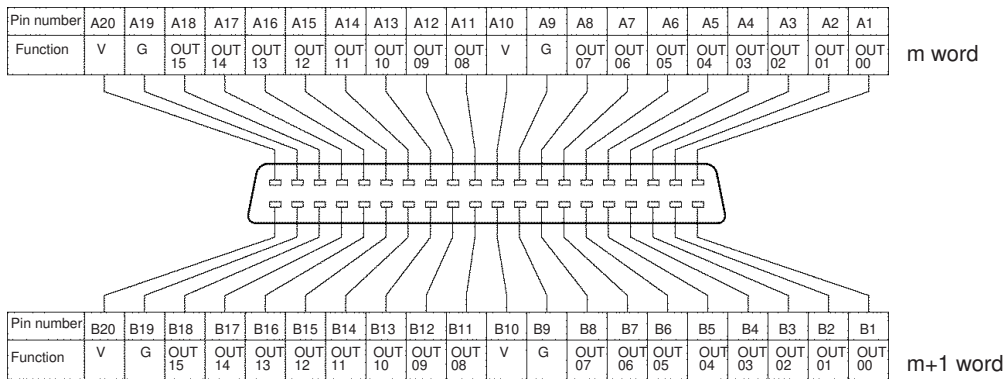 Pin number A20 A19 A18 A17 A16 A15 A14 A13 A12 A11 A10 A9 A8 A7 A6 A5 A4 A3 A2 A1
Function V G OUT 15 OUT 14 OUT 13 OUT 12 OUT 11 OUT 10 OUT 09 OUT 08 V G OUT 07 OUT 06 OUT 05 OUT 04 OUT 03 OUT 02 OUT 01 OUT 00
m word
Pin number B20 B19 B18 B17 B16 B15 B14 B13 B12 B11 B10 B9 B8 B7 B6 B5 B4 B3 B2 B1
Function V G OUT 15 OUT 14 OUT 13 OUT 12 OUT 11 OUT 10 OUT 09 OUT 08 V G OUT 07 OUT 06 OUT 05 OUT 04 OUT 03 OUT 02 OUT 01 OUT 00
m+1 word